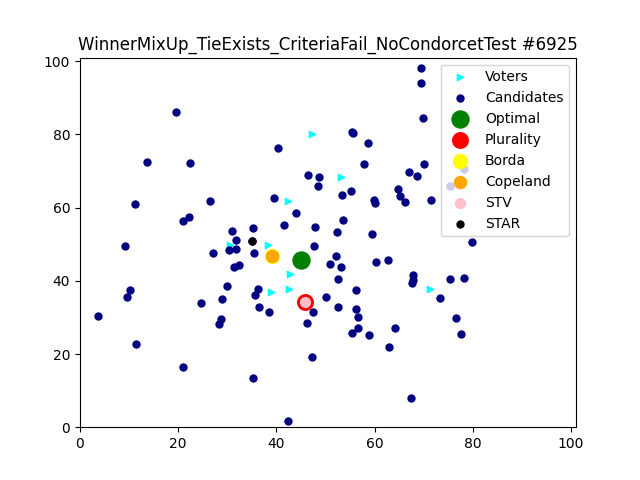 WinnerMixUp_TieExists_CriteriaFail_NoCondorcetTest #6925
100
80
60
40
20
0
0
20
40
60
80
100
Voters
Candidates
Optimal
Plurality
Borda
Copeland
STV
STAR